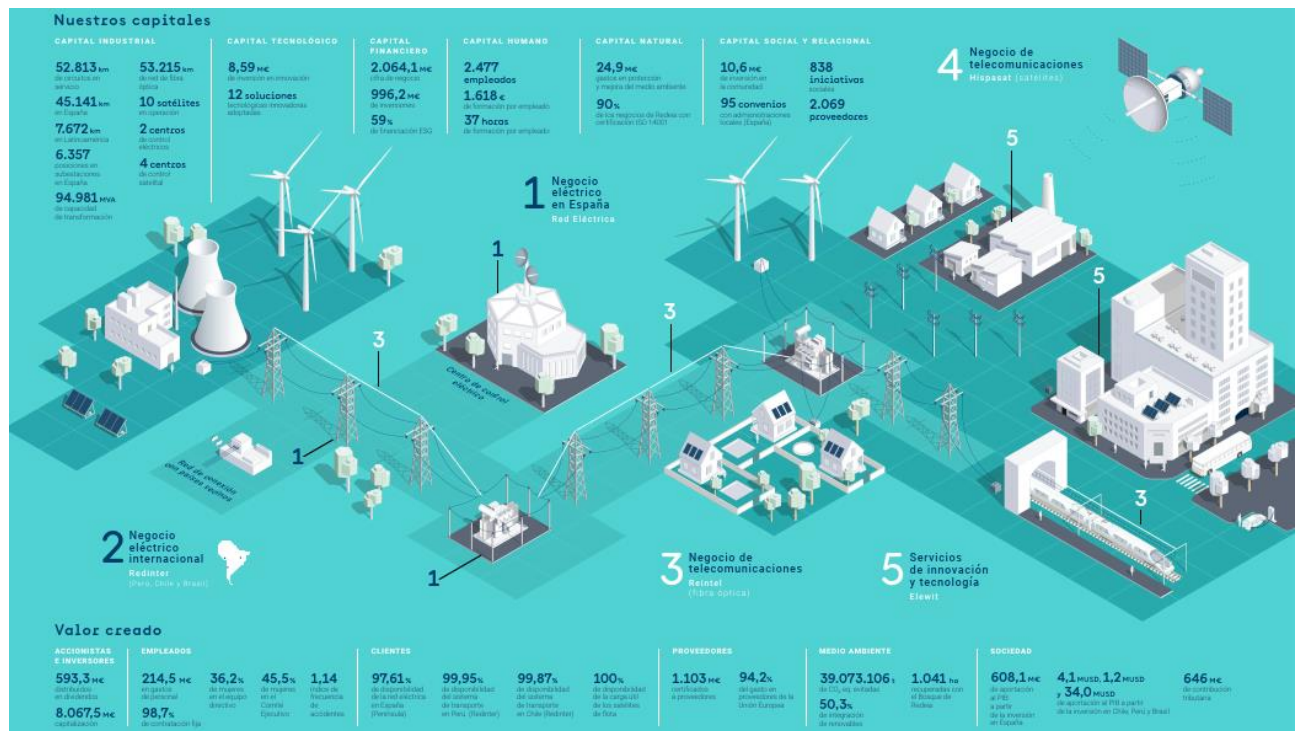 Nuestros capitales
CAPITAL INDUSTRIAL
52.813 km
de circuitos en
servicio
45.141 km
en España
7.672 km
en Latinoamérica
6.357
posiciones en
subestaciones
en España
94.981 MVA
de capacidad
de transformación
53.215 km
de red de fibra
óptica
10 satélites
en operación
2 centros
de control
eléctricos
4 centros
de control
satelital
CAPITAL TECNOLÓGICO
8,59 M€
de inversión en innovación
12 soluciones
tecnológicas innovadoras
adoptadas
CAPITAL
FINANCIERO
2.064,1 M€
cifra de negocio
996,2 M€
de inversiones
59%
de financiación ESG
CAPITAL HUMANO
2.477
empleados
1.618 €
de formación por empleado
37 horas
de formación por empleado
CAPITAL NATURAL
24,9 M€
gastos en protección
y mejora del medio ambiente
90%
de los negocios de Redeia con
certificación ISO 14001
CAPITAL SOCIAL Y RELACIONAL
10,6 M€
de inversión en
la comunidad
95 convenios
con administraciones
locales (España)
838
iniciativas
sociales
2.069
proveedores
4 Negocio de
telecomunicaciones
Hispasat (satélites)
5
1 Negocio
eléctrico
en España
Red Eléctrica
1
5
3
3
Centro de control
eléctrico
1
Red de conexión
con países vecinos
3
2 Negocio
eléctrico
internacional
Redinter
(Perú, Chile y Brasil)
1
3 Negocio de
telecomunicaciones
Reintel
(fibra óptica)
5 Servicios
de innovación
y tecnología
Elewit
Valor creado
ACCIONISTAS
E INVERSORES
593,3 M€
distribuidos
en dividendos
8.067,5 M€
capitalización
EMPLEADOS
214,5 M€
en gastos
de personal
98,7%
de contratación fija
36,2%
de mujeres
en el equipo
directivo
45,5%
de mujeres
en el
Comité
Ejecutivo
1,14
índice de
frecuencia
de
accidentes
CLIENTES
97,61%
de disponibilidad
de la red eléctrica
en España
(Península)
99,95%
de disponibilidad
del sistema
de transporte
en Perú, (Redinter)
99,87%
de disponibilidad
del sistema
de transporte
en Chile (Redinter)
100%
de disponibilidad
de la carga útil
de los satélites
de flota
PROVEEDORES
1.103 M€
certificados
a proveedores
94,2%
del gasto en
proveedores de la
Unión Europea
MEDIO AMBIENTE
39.073.106 t
de CO₂ eq. evitadas
50,3%
de integración
de renovables
1.041 ha
recuperadas con
el Bosque de
Redeia
SOCIEDAD
608,1 M€
de aportación
al PIB
a partir
de la inversión
en España
4,1 MUSD, 1,2 MUSD
y 34,0 MUSD
de aportación al PIB a partir
de la inversión en Chile, Perú y Brasil
646 M€
de contribución
tributaria